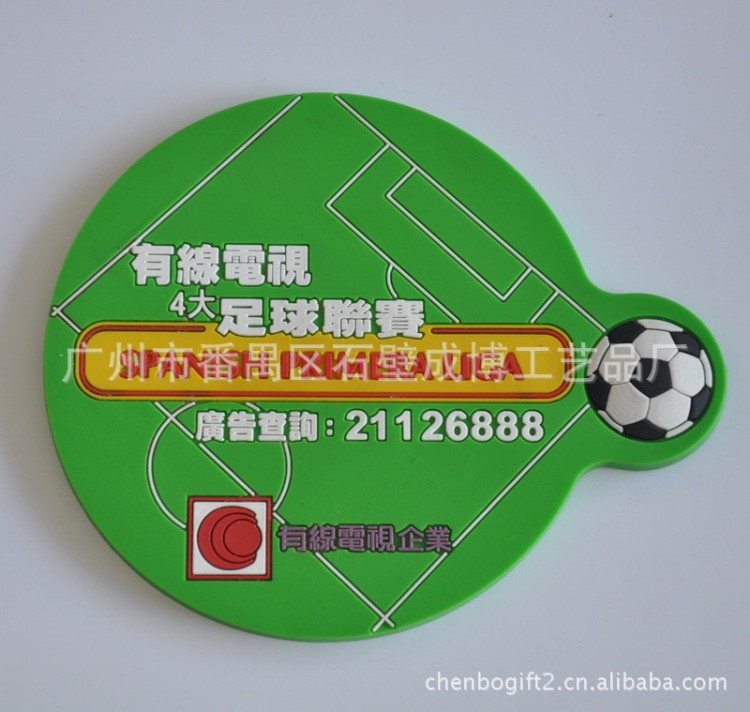 有線電視
4大足球聯賽
SPANISH
廣州市番禺区石壁成博工艺品厂
廣告查詢：21126888
有線電視企業
chenbogift2.cn.alibaba.com